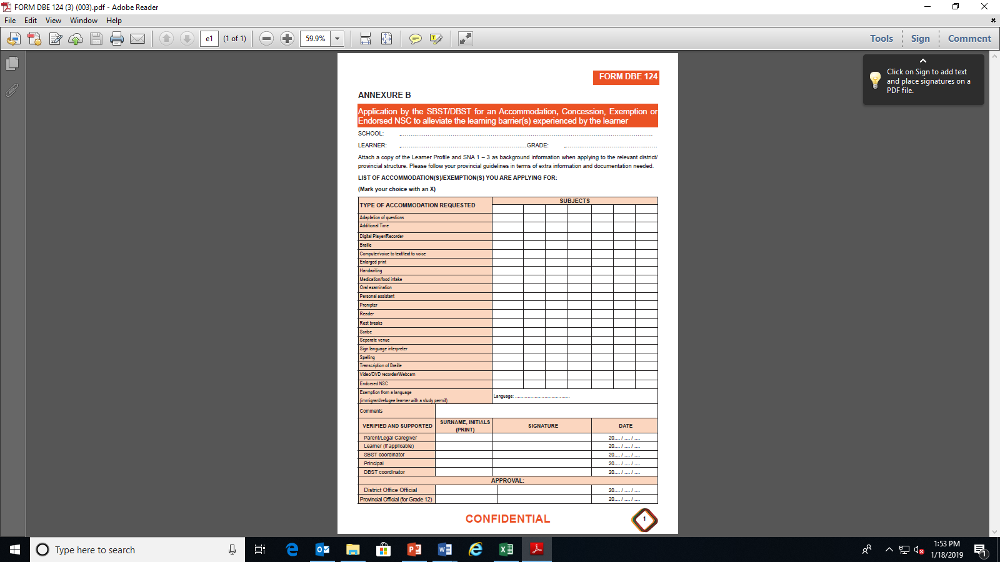 FORM DBE 124 (3) (003).pdf - Adobe Reader
File Edit View Window Help
e1 (1 of 1) 59.9% Tools Sign Comment
Click on Sign to add text
and place signatures on a
PDF file.
FORM DBE 124
ANNEXURE B
Application by the SBST/DBST for an Accommodation, Concession, Exemption or
Endorsed NSC to alleviate the learning barrier(s) experienced by the learner
SCHOOL: ...............................................................
LEARNER: ............................................................... GRADE: ...............................................
Attach a copy of the Learner Profile and SNA 1 – 3 as background information when applying to the relevant district/
provincial structure. Please follow your provincial guidelines in terms of extra information and documentation needed.
LIST OF ACCOMMODATION(S)/EXEMPTION(S) YOU ARE APPLYING FOR:
(Mark your choice with an X)
TYPE OF ACCOMMODATION REQUESTED SUBJECTS
Adaptation of questions
Additional Time
Digital Player/Recorder
Braille
Computer/voice to text/text to voice
Enlarged print
Handwriting
Medication/food intake
Oral examination
Personal assistant
Prompter
Reader
Rest breaks
Scribe
Separate venue
Sign language interpreter
Spelling
Transcription of Braille
Video/DVD recorder/Webcam
Endorsed NSC
Exemption from a language
(immigrant/refugee learner with a study permit) Language: ......................................
Comments
VERIFIED AND SUPPORTED SURNAME, INITIALS (PRINT) SIGNATURE DATE
Parent/Legal Caregiver 20.... / .... / ....
Learner (if applicable) 20.... / .... / ....
SBST coordinator 20.... / .... / ....
Principal 20.... / .... / ....
DBST coordinator 20.... / .... / ....
APPROVAL:
District Office Official 20.... / .... / ....
Provincial Official (for Grade 12) 20.... / .... / ....
CONFIDENTIAL 1
Type here to search
1:53 PM
1/18/2019
1